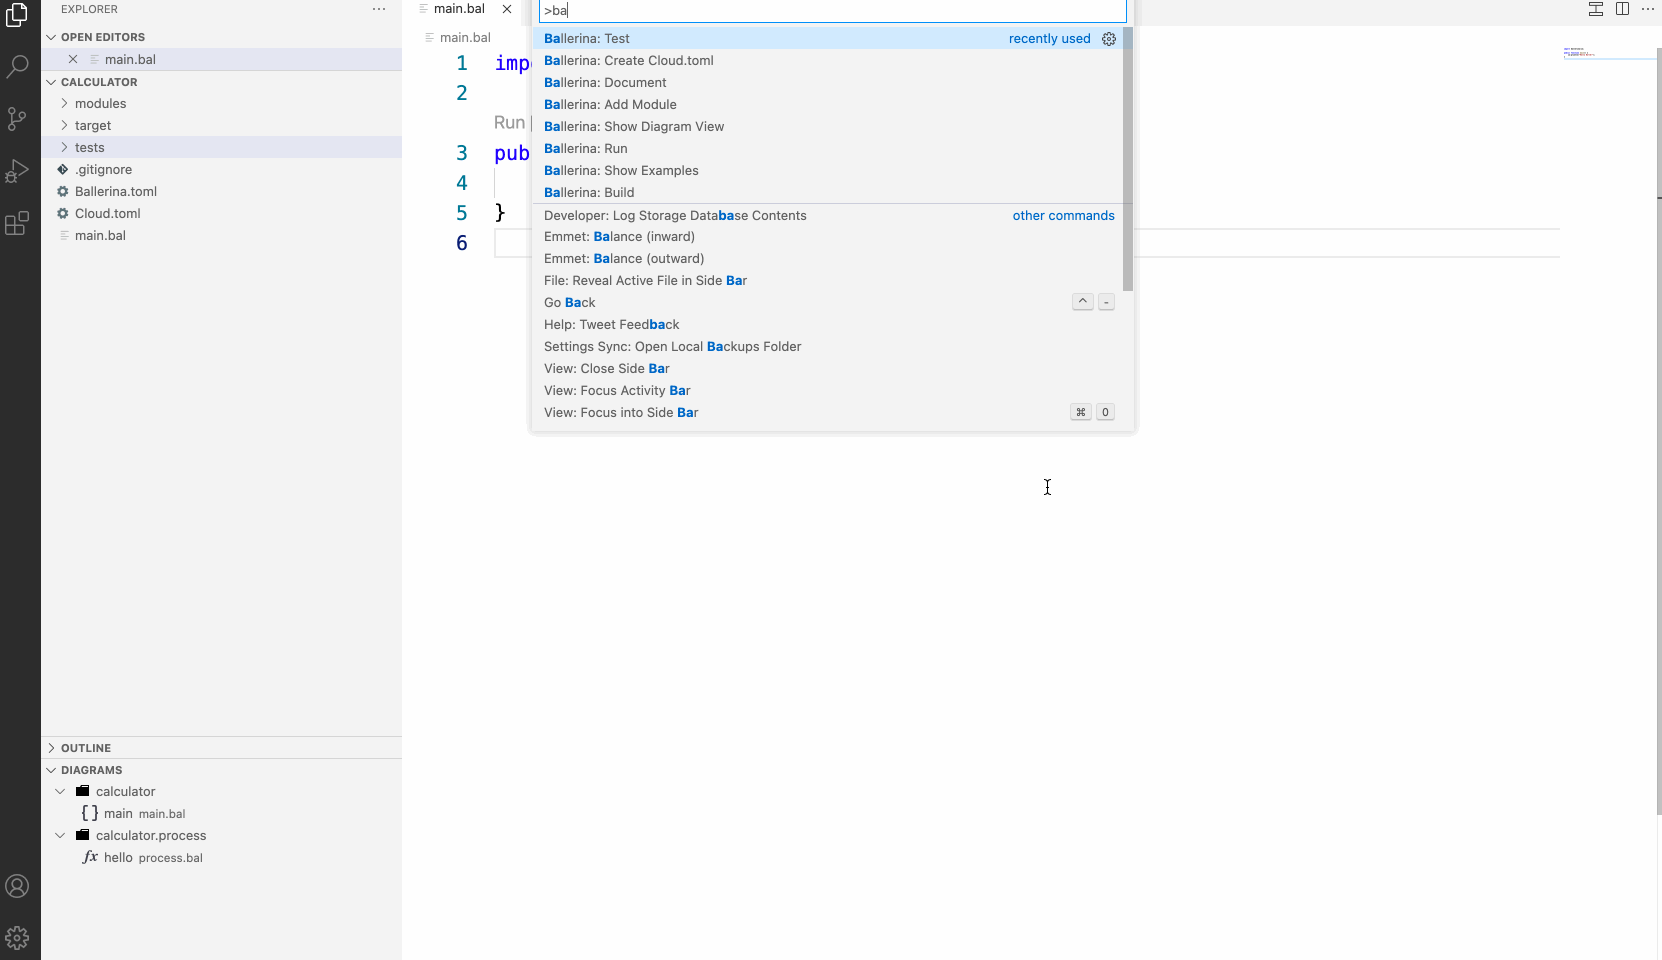 EXPLORER
OPEN EDITORS
main.bal
CALCULATOR
modules
target
tests
.gitignore
Ballerina.toml
Cloud.toml
main.bal
OUTLINE
DIAGRAMS
calculator
main main.bal
calculator.process
hello process.bal
main.bal
main.bal
1 imp
2
Run
3 pub
4
5 }
6
>ba
Ballerina: Test recently used
Ballerina: Create Cloud.toml
Ballerina: Document
Ballerina: Add Module
Ballerina: Show Diagram View
Ballerina: Run
Ballerina: Show Examples
Ballerina: Build
Developer: Log Storage Database Contents other commands
Emmet: Balance (inward)
Emmet: Balance (outward)
File: Reveal Active File in Side Bar
Go Back ^ -
Help: Tweet Feedback
Settings Sync: Open Local Backups Folder
View: Close Side Bar
View: Focus Activity Bar
View: Focus into Side Bar ⌘ 0